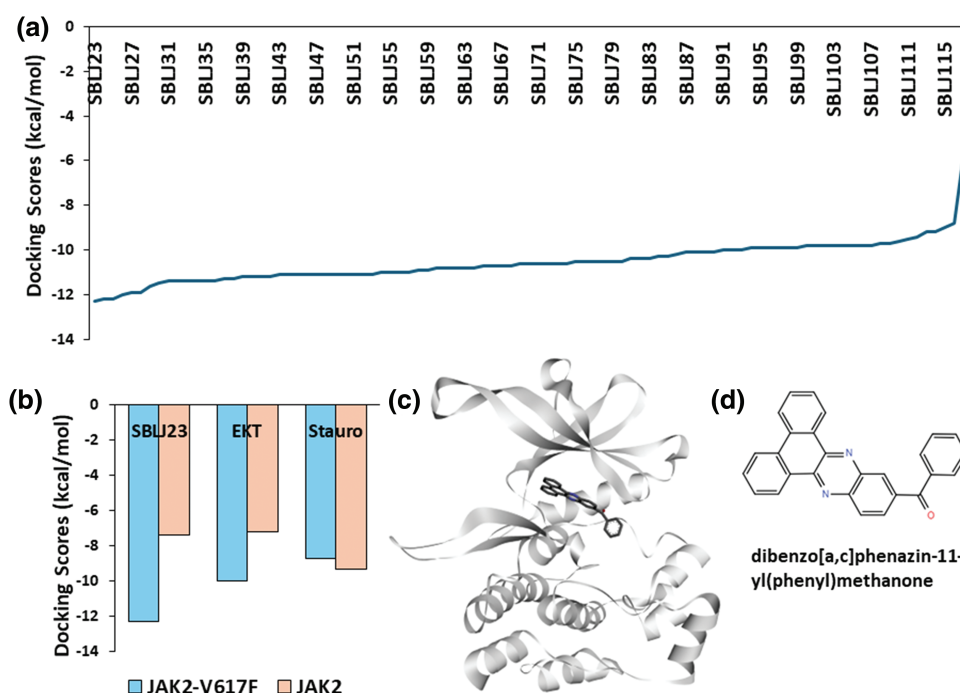 (a)
Docking Scores (kcal/mol)
0
-2
-4
-6
-8
-10
-12
-14
SBLJ23
SBLJ27
SBLJ31
SBLJ35
SBLJ39
SBLJ43
SBLJ47
SBLJ51
SBLJ55
SBLJ59
SBLJ63
SBLJ67
SBLJ71
SBLJ75
SBLJ79
SBLJ83
SBLJ87
SBLJ91
SBLJ95
SBLJ99
SBLJ103
SBLJ107
SBLJ111
SBLJ115
(b)
Docking Scores (kcal/mol)
0
-2
-4
-6
-8
-10
-12
-14
SBLJ23 EKT Stauro
JAK2-V617F JAK2
(c)
(d)
N
N
O
dibenzo[a,c]phenazin-11-
yl(phenyl)methanone